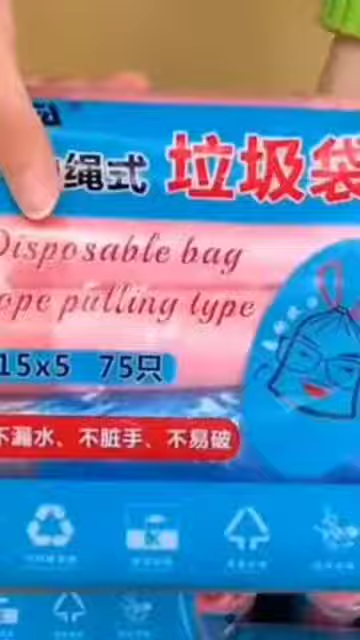 绳式 垃圾袋
Disposable bag
ope pulling type
15x5 75只
不漏水、不脏手、不易破